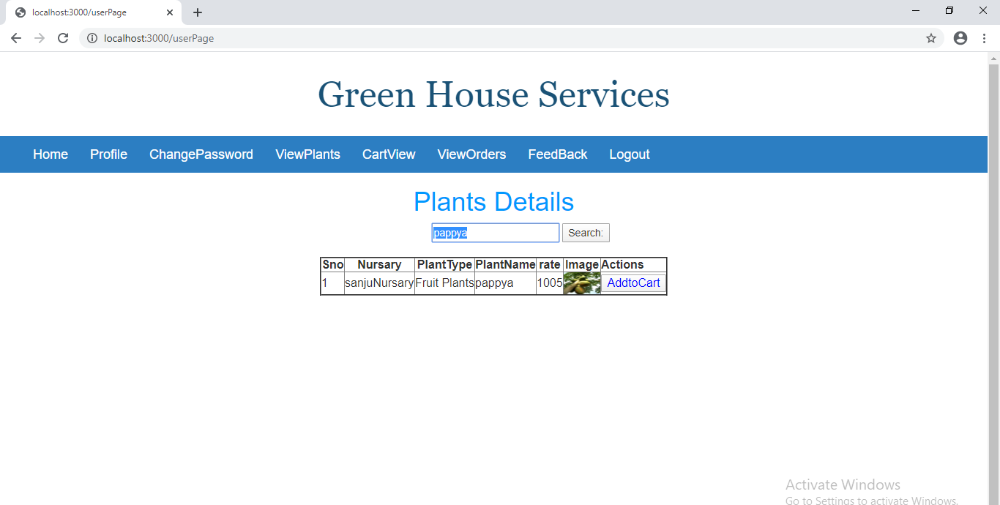 localhost:3000/userPage
localhost:3000/userPage
Green House Services
Home Profile ChangePassword ViewPlants CartView ViewOrders FeedBack Logout
Plants Details
pappya Search:
Sno Nursary PlantType PlantName rate Image Actions
1 sanjuNursary Fruit Plants pappya 1005 AddtoCart
Activate Windows
Go to Settings to activate Windows.